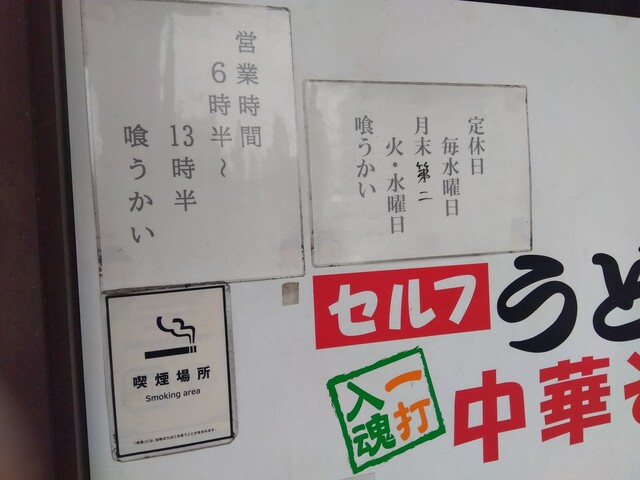 営業時間
6時半～
13時半
喰うかい
定休日
毎水曜日
月末第二
火・水曜日
喰うかい
セルフ
うど
一打
入魂
中華そ
喫煙場所
Smoking area